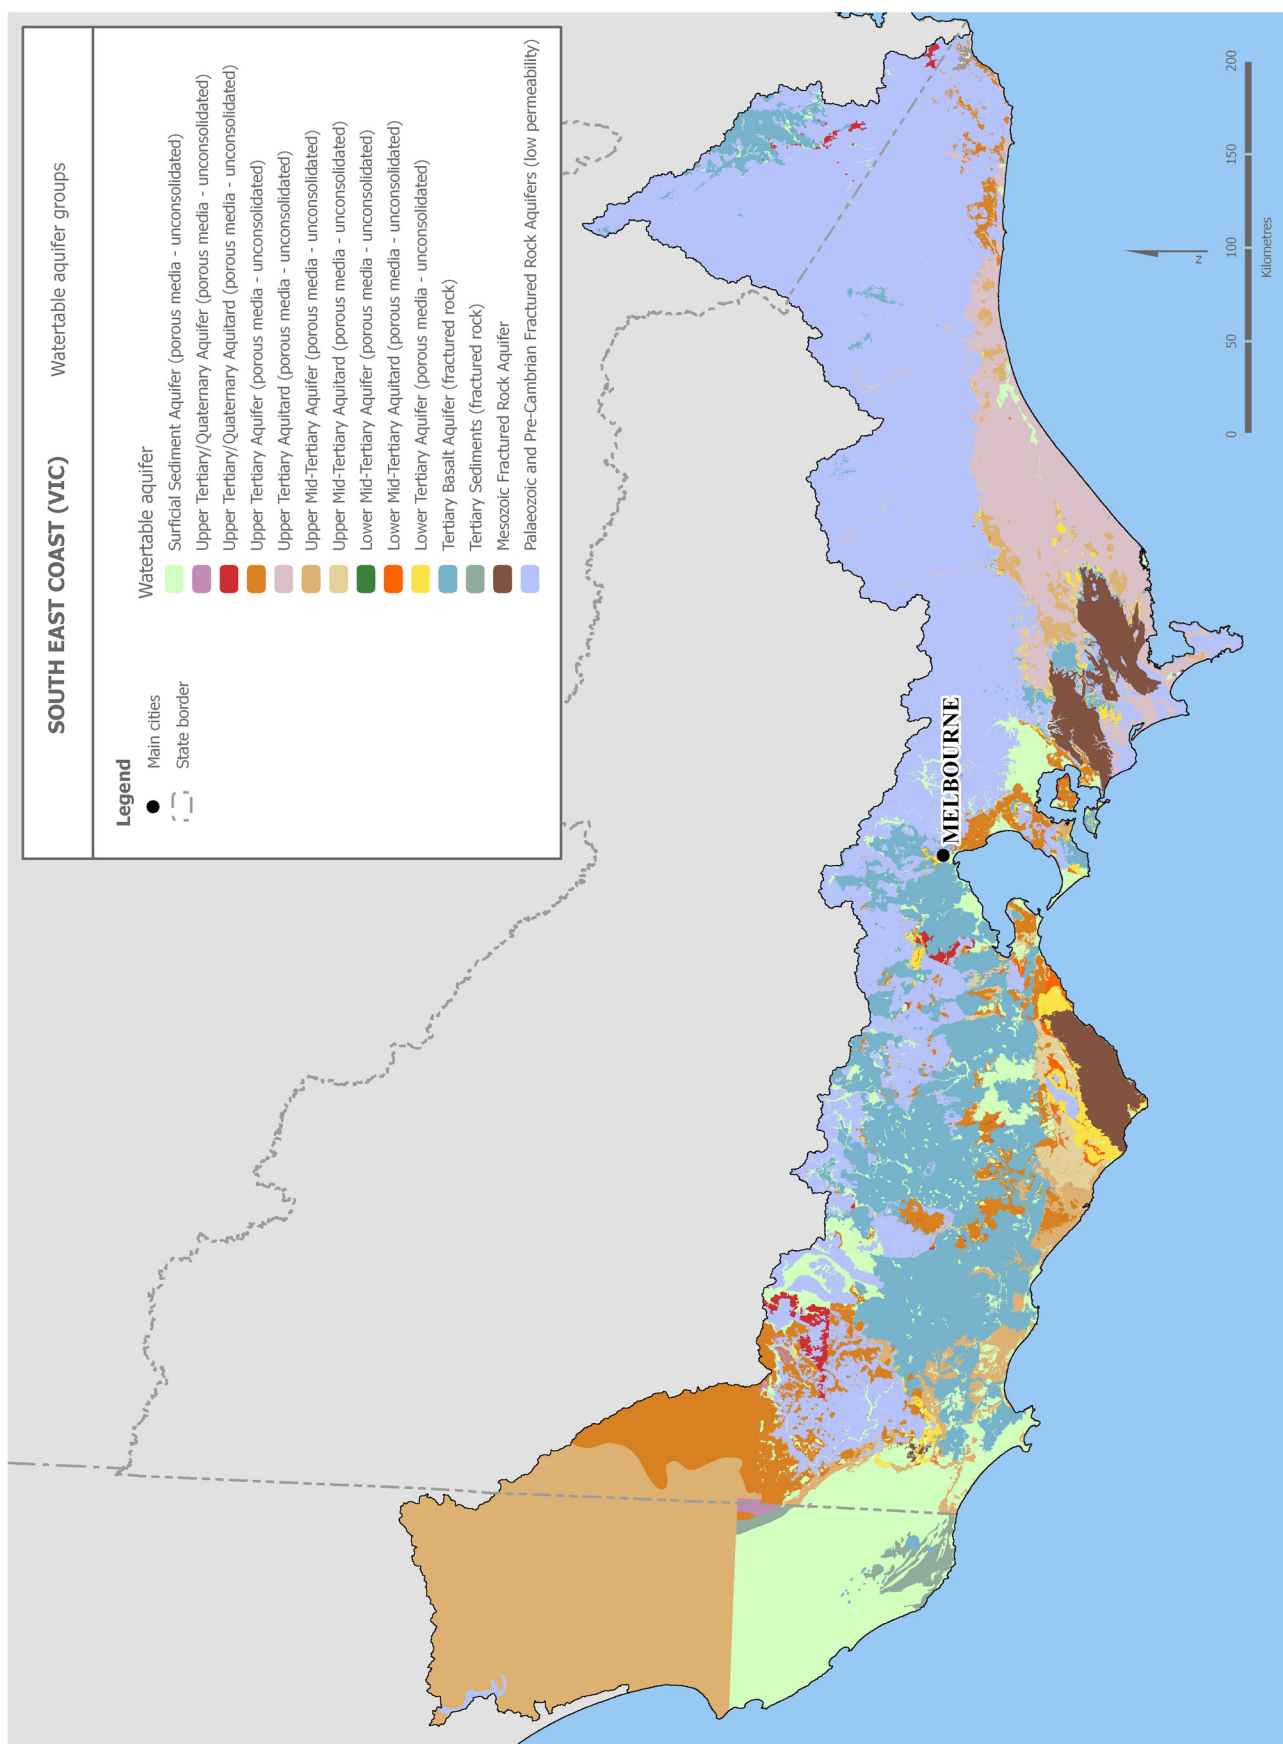 SOUTH EAST COAST (VIC)
Watertable aquifer groups
Legend
Main cities
State border
Watertable aquifer
Surficial Sediment Aquifer (porous media - unconsolidated)
Upper Tertiary/Quaternary Aquifer (porous media - unconsolidated)
Upper Tertiary/Quaternary Aquitard (porous media - unconsolidated)
Upper Tertiary Aquifer (porous media - unconsolidated)
Upper Tertiary Aquitard (porous media - unconsolidated)
Upper Mid-Tertiary Aquifer (porous media - unconsolidated)
Upper Mid-Tertiary Aquitard (porous media - unconsolidated)
Lower Mid-Tertiary Aquifer (porous media - unconsolidated)
Lower Mid-Tertiary Aquitard (porous media - unconsolidated)
Lower Tertiary Aquifer (porous media - unconsolidated)
Tertiary Basalt Aquifer (fractured rock)
Tertiary Sediments (fractured rock)
Mesozoic Fractured Rock Aquifer
Palaeozoic and Pre-Cambrian Fractured Rock Aquifers (low permeability)
MELBOURNE
N
0 50 100 150 200
Kilometres